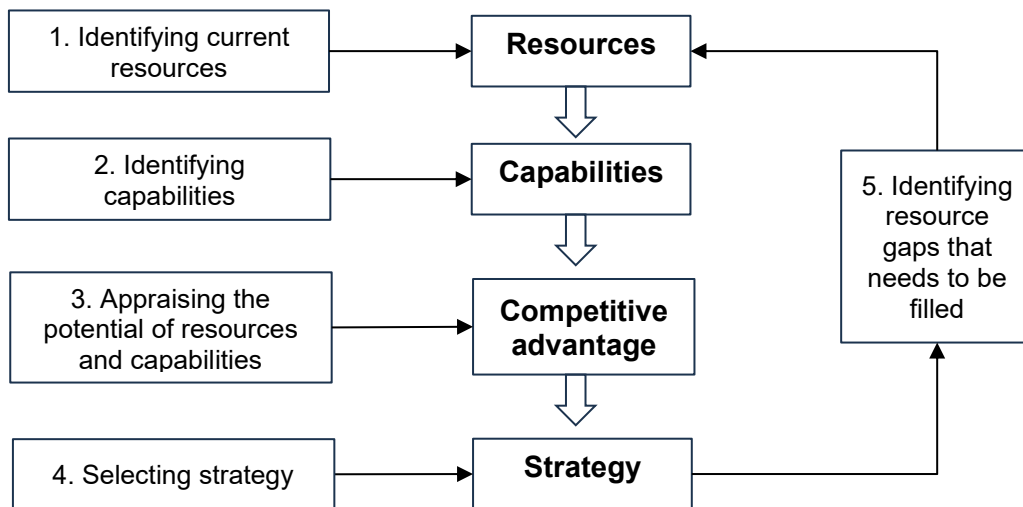 1. Identifying current
resources
Resources
2. Identifying
capabilities
Capabilities
3. Appraising the
potential of resources
and capabilities
Competitive
advantage
4. Selecting strategy
Strategy
5. Identifying
resource
gaps that
needs to be
filled